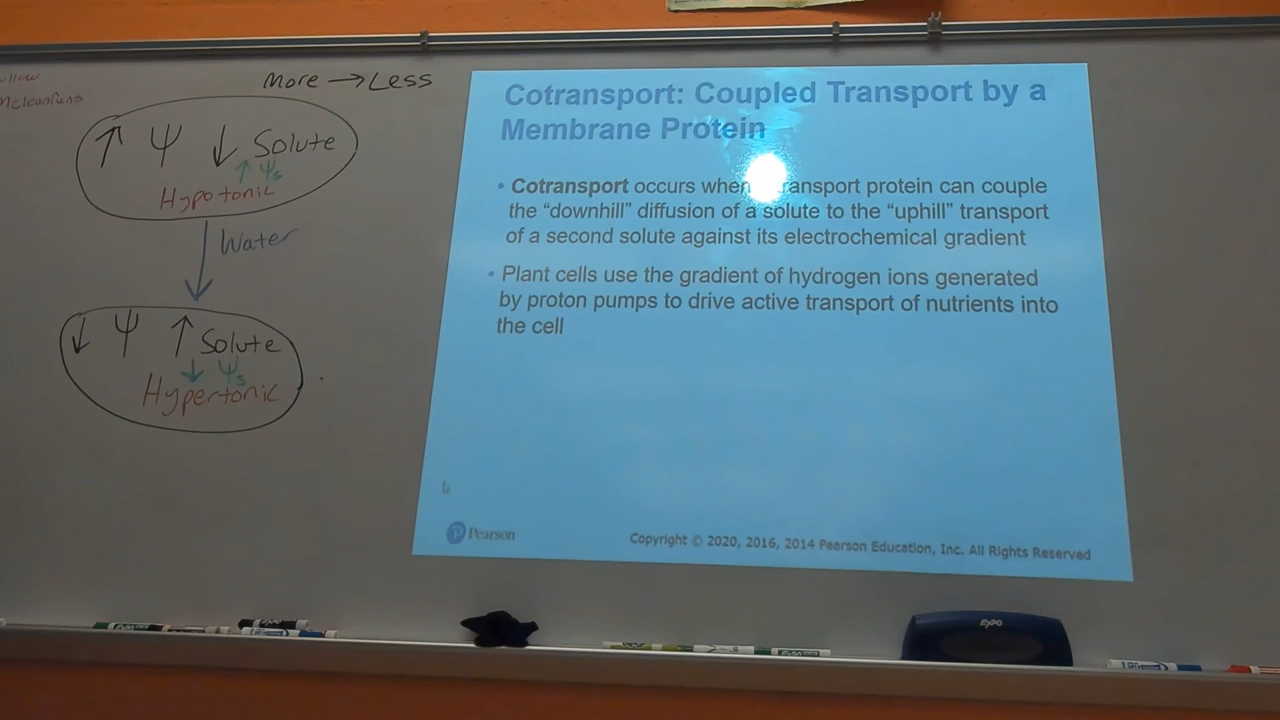 ollow
McleanFuns
More → Less
↑ Ψ ↓ Solute
↑ Ψs
Hypotonic
Water
↓ Ψ ↑ Solute
↓ Ψs
Hypertonic
Cotransport: Coupled Transport by a
Membrane Protein
• Cotransport occurs when ransport protein can couple
the “downhill” diffusion of a solute to the “uphill” transport
of a second solute against its electrochemical gradient
• Plant cells use the gradient of hydrogen ions generated
by proton pumps to drive active transport of nutrients into
the cell
Pearson
Copyright © 2020, 2016, 2014 Pearson Education, Inc. All Rights Reserved
EXPO